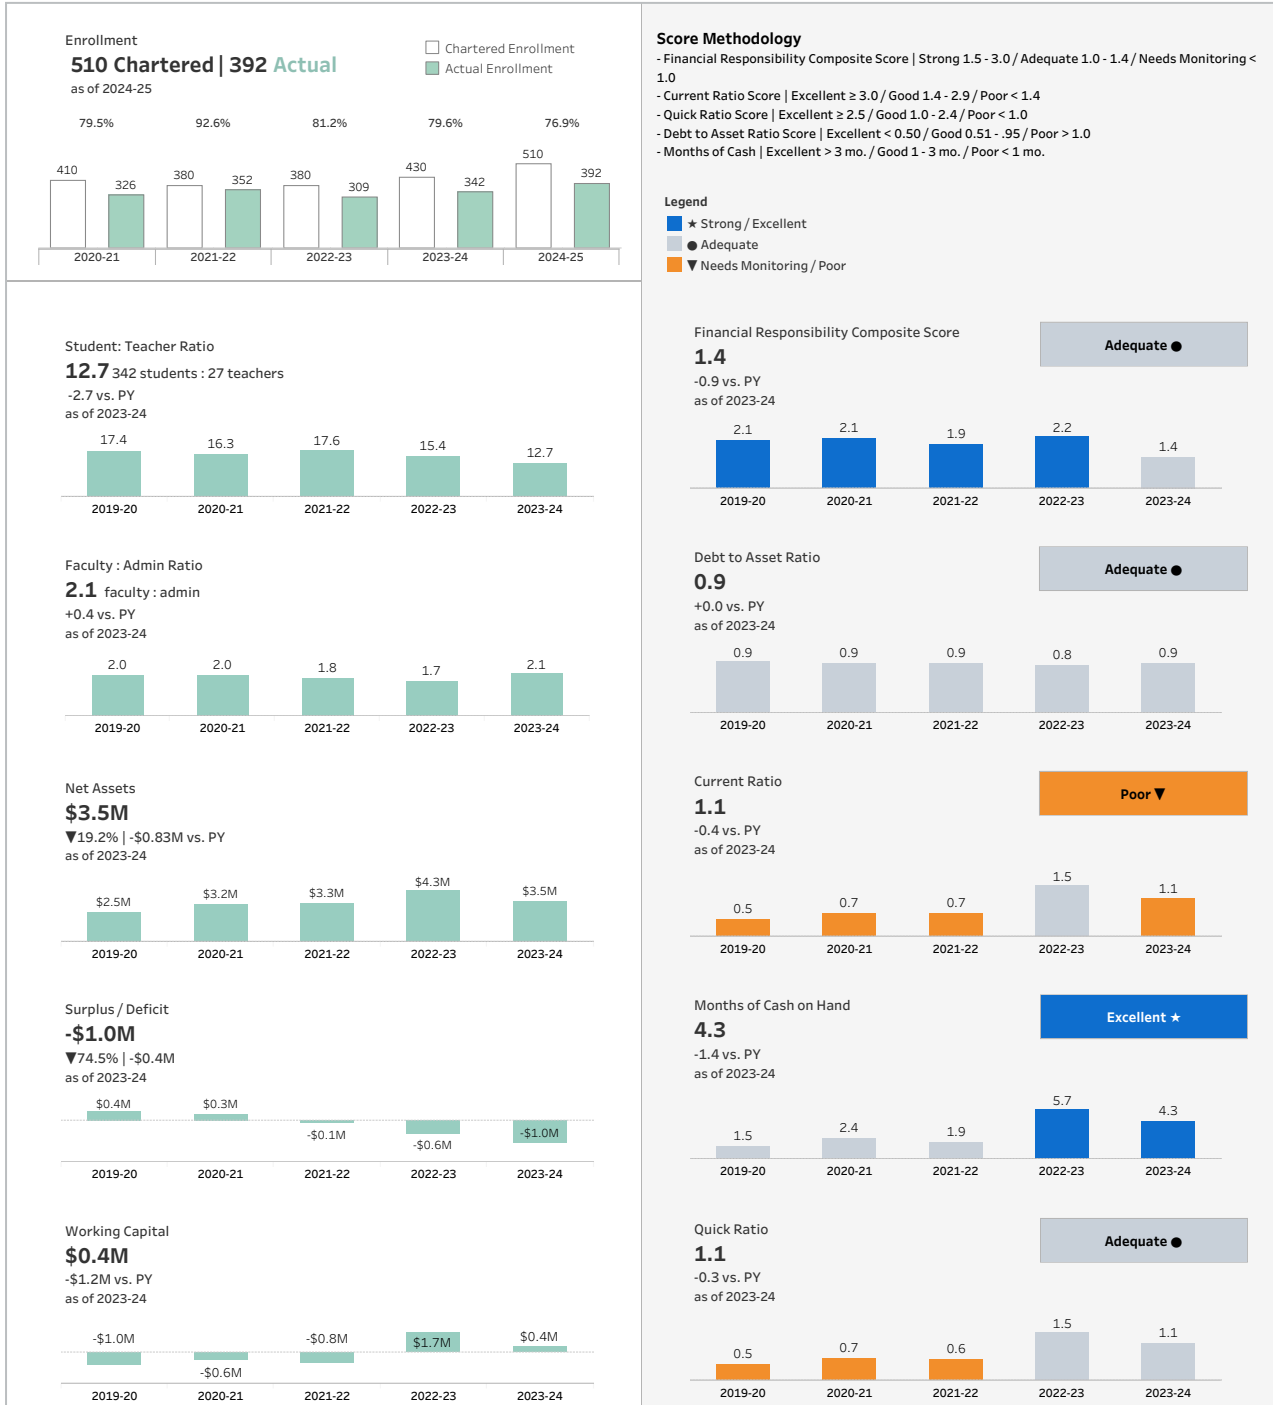 Enrollment
510 Chartered | 392 Actual
as of 2024-25
Chartered Enrollment
Actual Enrollment
79.5% 92.6% 81.2% 79.6% 76.9%
410 326 380 352 380 309 430 342 510 392
2020-21 2021-22 2022-23 2023-24 2024-25
Score Methodology
- Financial Responsibility Composite Score | Strong 1.5 - 3.0 / Adequate 1.0 - 1.4 / Needs Monitoring <
1.0
- Current Ratio Score | Excellent ≥ 3.0 / Good 1.4 - 2.9 / Poor < 1.4
- Quick Ratio Score | Excellent ≥ 2.5 / Good 1.0 - 2.4 / Poor < 1.0
- Debt to Asset Ratio Score | Excellent < 0.50 / Good 0.51 - .95 / Poor > 1.0
- Months of Cash | Excellent > 3 mo. / Good 1 - 3 mo. / Poor < 1 mo.
Legend
★ Strong / Excellent
● Adequate
▼ Needs Monitoring / Poor
Student: Teacher Ratio
12.7 342 students : 27 teachers
-2.7 vs. PY
as of 2023-24
17.4 16.3 17.6 15.4 12.7
2019-20 2020-21 2021-22 2022-23 2023-24
Faculty : Admin Ratio
2.1 faculty : admin
+0.4 vs. PY
as of 2023-24
2.0 2.0 1.8 1.7 2.1
2019-20 2020-21 2021-22 2022-23 2023-24
Net Assets
$3.5M
▼19.2% | -$0.83M vs. PY
as of 2023-24
$2.5M $3.2M $3.3M $4.3M $3.5M
2019-20 2020-21 2021-22 2022-23 2023-24
Surplus / Deficit
-$1.0M
▼74.5% | -$0.4M
as of 2023-24
$0.4M $0.3M -$0.1M -$0.6M -$1.0M
2019-20 2020-21 2021-22 2022-23 2023-24
Working Capital
$0.4M
-$1.2M vs. PY
as of 2023-24
-$1.0M -$0.6M -$0.8M $1.7M $0.4M
2019-20 2020-21 2021-22 2022-23 2023-24
Financial Responsibility Composite Score
1.4
-0.9 vs. PY
as of 2023-24
Adequate ●
2.1 2.1 1.9 2.2 1.4
2019-20 2020-21 2021-22 2022-23 2023-24
Debt to Asset Ratio
0.9
+0.0 vs. PY
as of 2023-24
Adequate ●
0.9 0.9 0.9 0.8 0.9
2019-20 2020-21 2021-22 2022-23 2023-24
Current Ratio
1.1
-0.4 vs. PY
as of 2023-24
Poor ▼
0.5 0.7 0.7 1.5 1.1
2019-20 2020-21 2021-22 2022-23 2023-24
Months of Cash on Hand
4.3
-1.4 vs. PY
as of 2023-24
Excellent ★
1.5 2.4 1.9 5.7 4.3
2019-20 2020-21 2021-22 2022-23 2023-24
Quick Ratio
1.1
-0.3 vs. PY
as of 2023-24
Adequate ●
0.5 0.7 0.6 1.5 1.1
2019-20 2020-21 2021-22 2022-23 2023-24